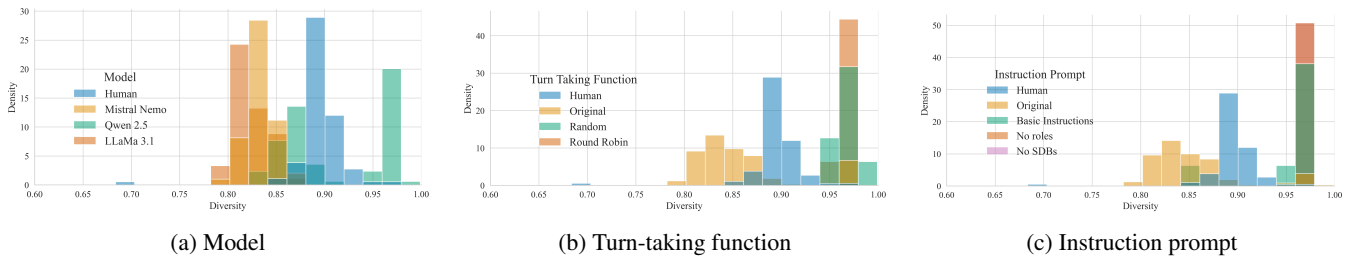 30
25
20
15
10
5
0
Density
Model
Human
Mistral Nemo
Qwen 2.5
LLaMa 3.1
0.60 0.65 0.70 0.75 0.80 0.85 0.90 0.95 1.00
Diversity
(a) Model
40
30
20
10
0
Density
Turn Taking Function
Human
Original
Random
Round Robin
0.60 0.65 0.70 0.75 0.80 0.85 0.90 0.95 1.00
Diversity
(b) Turn-taking function
50
40
30
20
10
0
Density
Instruction Prompt
Human
Original
Basic Instructions
No roles
No SDBs
0.60 0.65 0.70 0.75 0.80 0.85 0.90 0.95 1.00
Diversity
(c) Instruction prompt